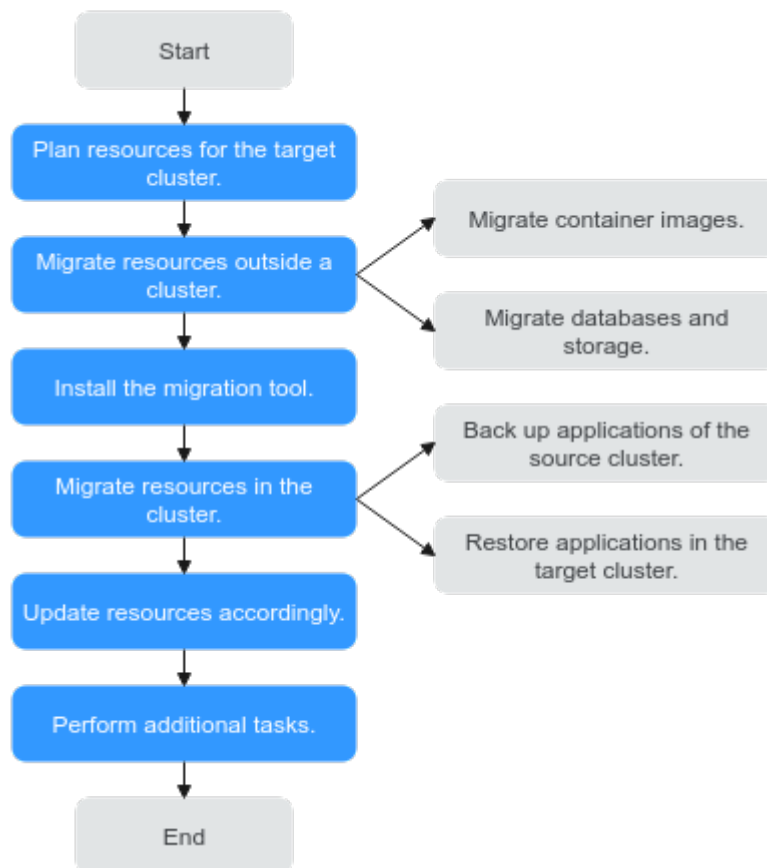 Start
Plan resources for the target
cluster.
Migrate resources outside a
cluster.
Migrate container images.
Migrate databases and
storage.
Install the migration tool.
Migrate resources in the
cluster.
Back up applications of the
source cluster.
Restore applications in the
target cluster.
Update resources accordingly.
Perform additional tasks.
End